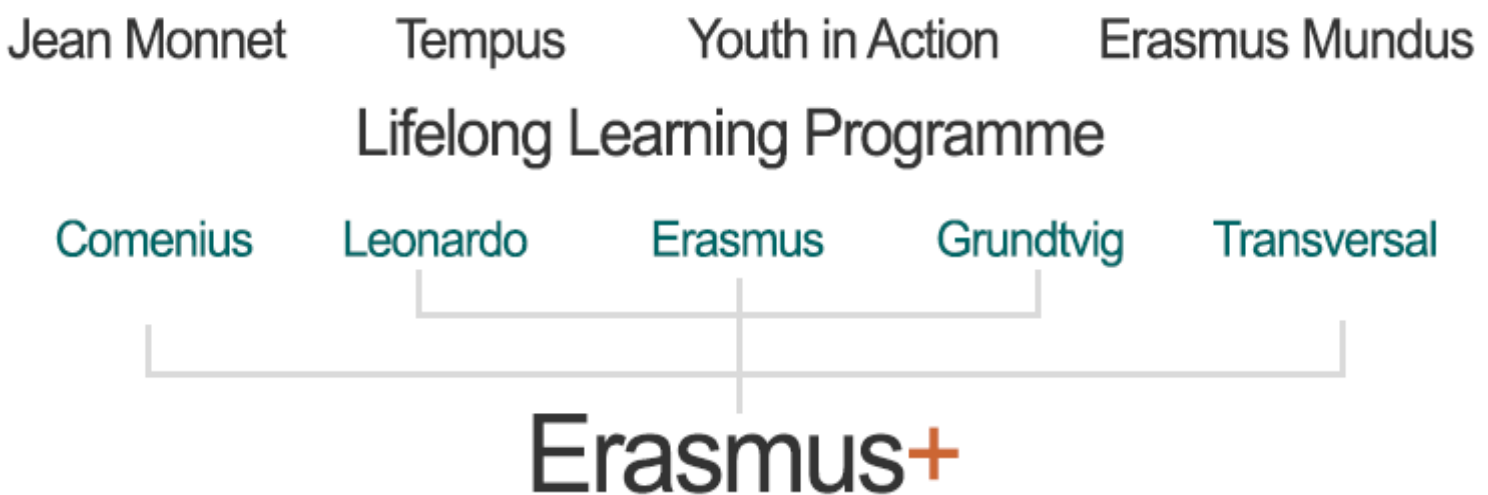 Jean Monnet Tempus Youth in Action Erasmus Mundus
Lifelong Learning Programme
Comenius Leonardo Erasmus Grundtvig Transversal
Erasmus+